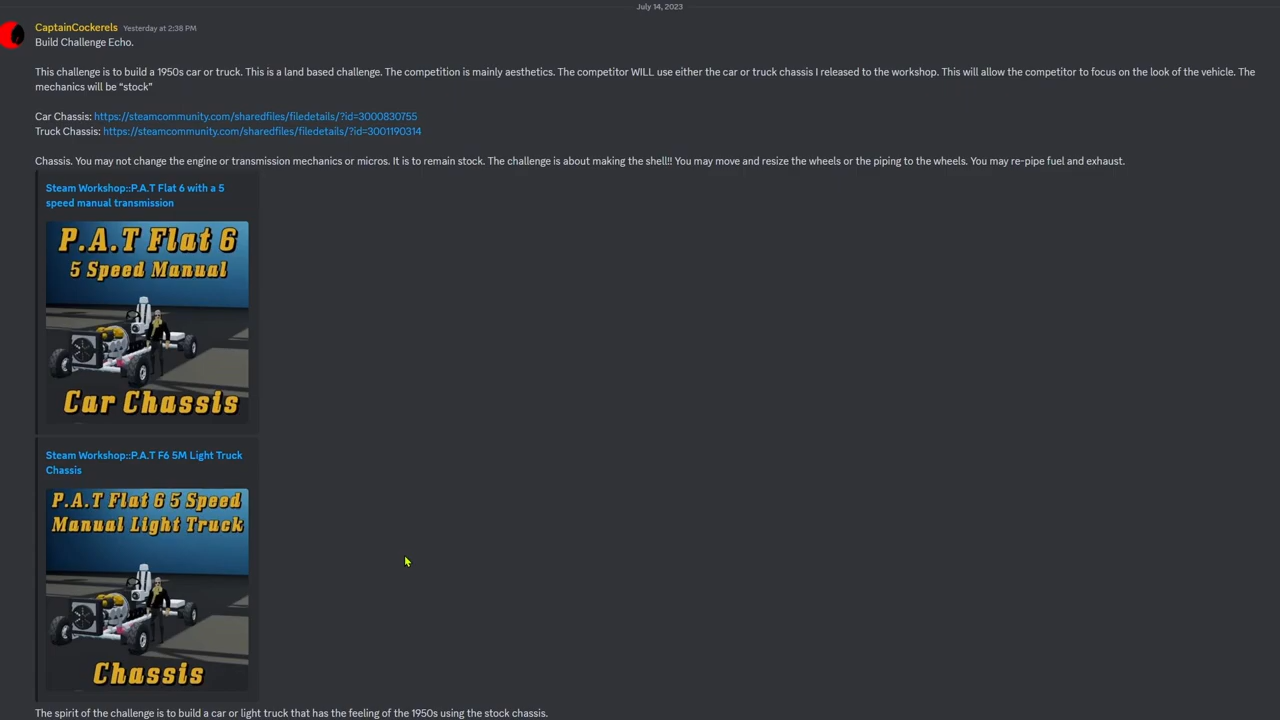 July 14, 2023
CaptainCockerels Yesterday at 2:38 PM
Build Challenge Echo.
This challenge is to build a 1950s car or truck. This is a land based challenge. The competition is mainly aesthetics. The competitor WILL use either the car or truck chassis I released to the workshop. This will allow the competitor to focus on the look of the vehicle. The
mechanics will be “stock”
Car Chassis: https://steamcommunity.com/sharedfiles/filedetails/?id=3000830755
Truck Chassis: https://steamcommunity.com/sharedfiles/filedetails/?id=3001190314
Chassis. You may not change the engine or transmission mechanics or micros. It is to remain stock. The challenge is about making the shell!! You may move and resize the wheels or the piping to the wheels. You may re-pipe fuel and exhaust.
Steam Workshop::P.A.T Flat 6 with a 5
speed manual transmission
P.A.T Flat 6
5 Speed Manual
Car Chassis
Steam Workshop::P.A.T F6 5M Light Truck
Chassis
P.A.T Flat 6 5 Speed
Manual Light Truck
Chassis
The spirit of the challenge is to build a car or light truck that has the feeling of the 1950s using the stock chassis.